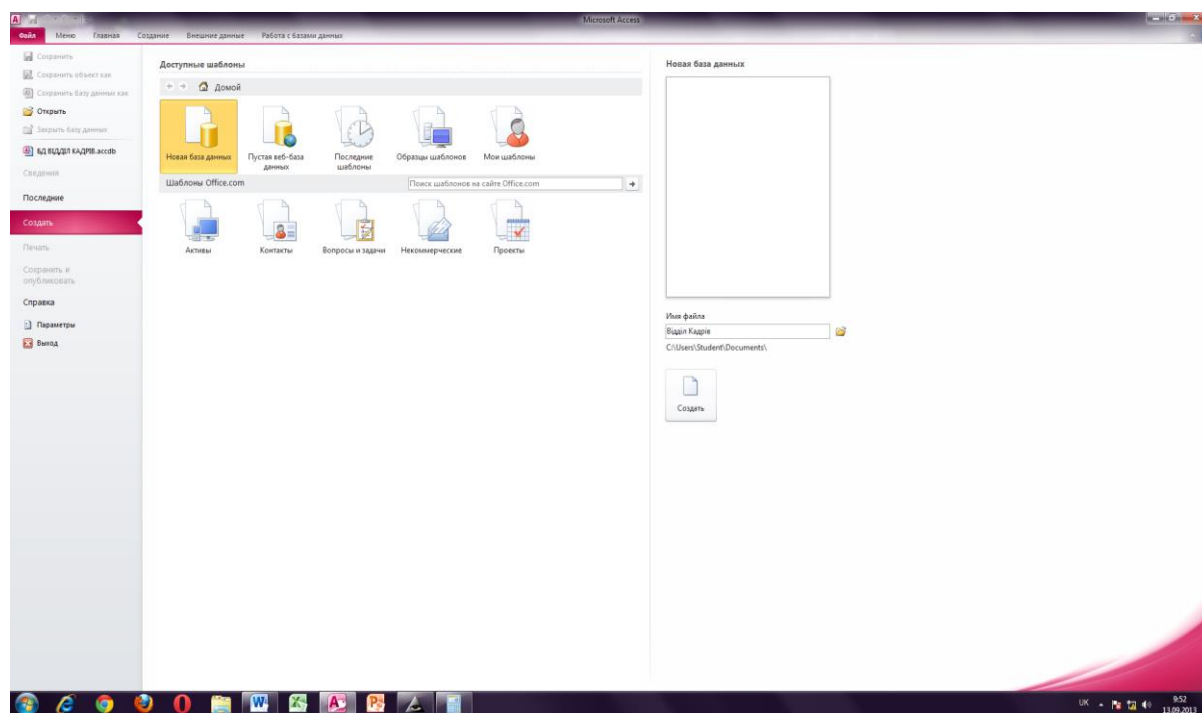 Microsoft Access
Файл Меню Главная Создание Внешние данные Работа с базами данных
Сохранить
Сохранить объект как
Сохранить базу данных как
Открыть
Закрыть базу данных
БД ВІДДІЛ КАДРІВ.accdb
Сведения
Последние
Создать
Печать
Сохранить и
опубликовать
Справка
Параметры
Выход
Доступные шаблоны
Домой
Новая база данных
Пустая веб-база
данных
Последние
шаблоны
Образцы шаблонов
Мои шаблоны
Шаблоны Office.com
Поиск шаблонов на сайте Office.com
Активы
Контакты
Вопросы и задачи
Некоммерческие
Проекты
Новая база данных
Имя файла
Відділ Кадрів
C:\Users\Student\Documents\
Создать
UK
9:52
13.09.2013